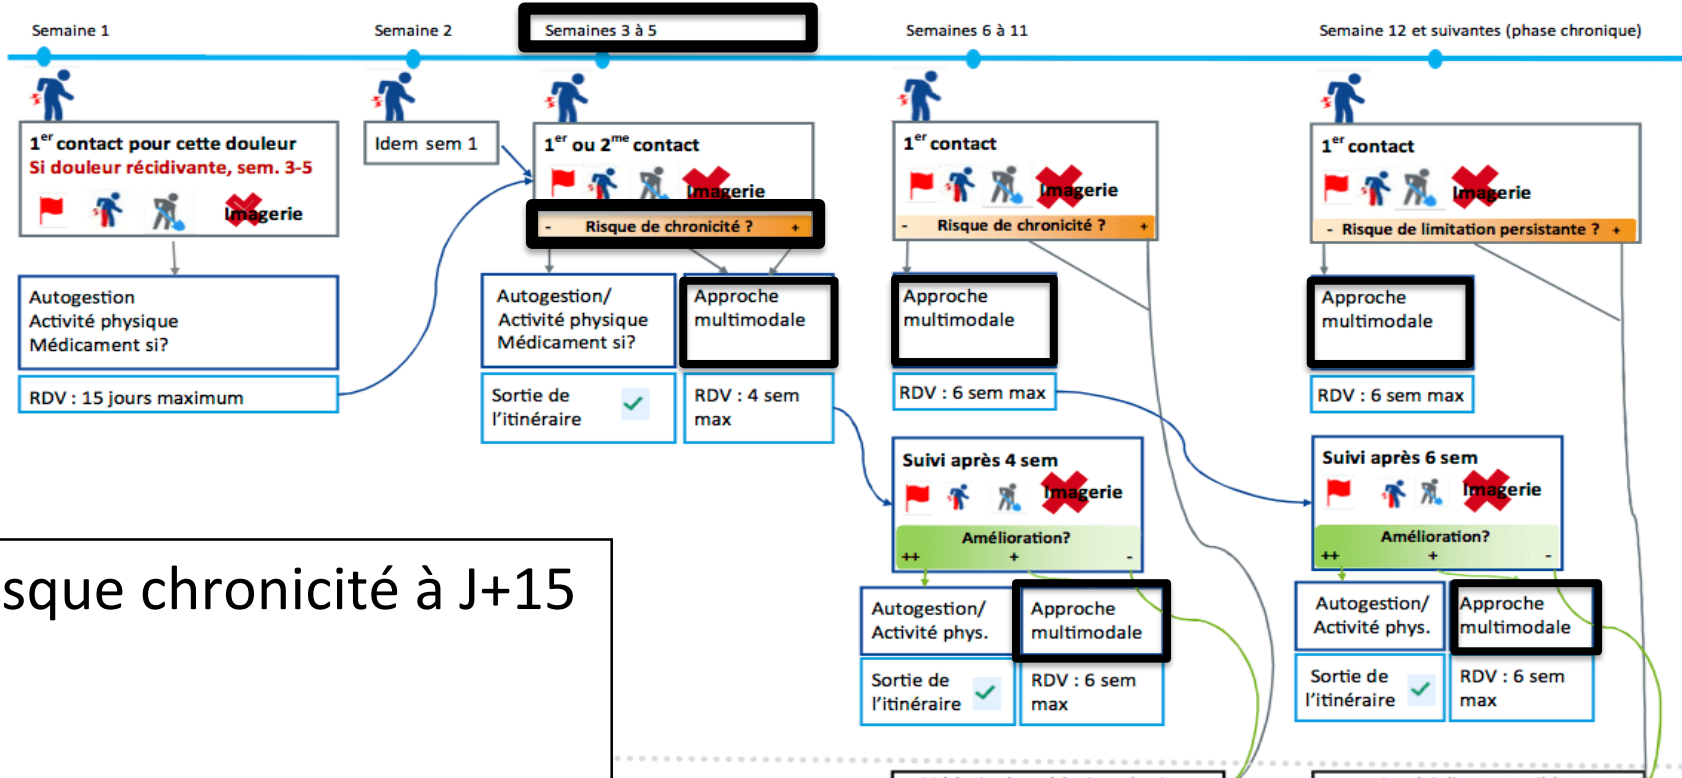 Semaine 1
Semaine 2
Semaines 3 à 5
Semaines 6 à 11
Semaine 12 et suivantes (phase chronique)
1er contact pour cette douleur
Si douleur récidivante, sem. 3-5
Imagerie
Idem sem 1
1er ou 2me contact
Imagerie
- Risque de chronicité ? +
1er contact
Imagerie
- Risque de chronicité ? +
1er contact
Imagerie
- Risque de limitation persistante ? +
Autogestion
Activité physique
Médicament si?
RDV : 15 jours maximum
Autogestion/
Activité physique
Médicament si?
Sortie de
l'itinéraire
Approche
multimodale
RDV : 4 sem
max
Approche
multimodale
RDV : 6 sem max
Approche
multimodale
RDV : 6 sem max
Suivi après 4 sem
Imagerie
Amélioration?
++ + -
Autogestion/
Activité phys.
Sortie de
l'itinéraire
Approche
multimodale
RDV : 6 sem
max
Suivi après 6 sem
Imagerie
Amélioration?
++ + -
Autogestion/
Activité phys.
Sortie de
l'itinéraire
Approche
multimodale
RDV : 6 sem
max
sque chronicité à J+15